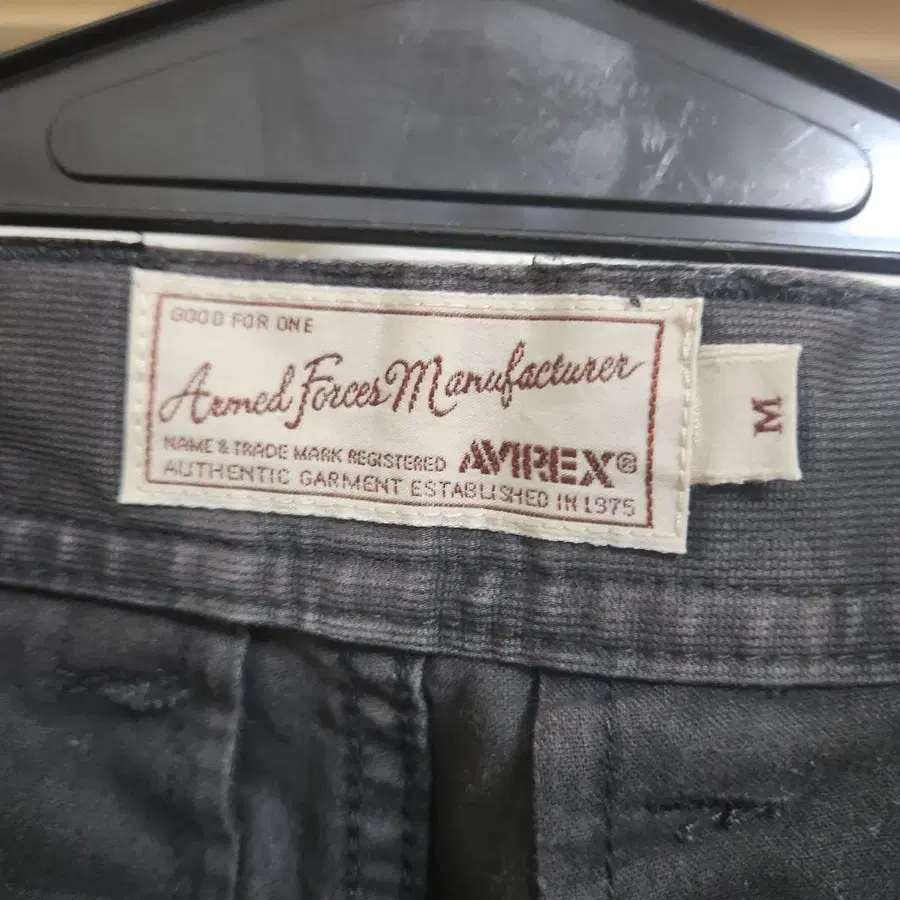 GOOD FOR ONE
Armed Forces Manufacturer
NAME & TRADE MARK REGISTERED AVIREX®
AUTHENTIC GARMENT ESTABLISHED IN 1975
M